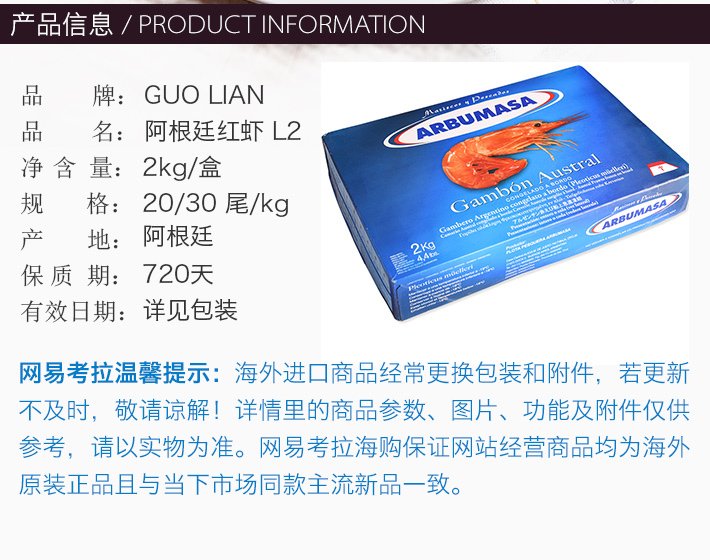 产品信息 / PRODUCT INFORMATION
品 牌： GUO LIAN
品 名： 阿根廷红虾 L2
净 含 量： 2kg/盒
规 格： 20/30 尾/kg
产 地： 阿根廷
保 质 期： 720天
有效日期： 详见包装
Mariscos y Pescados
ARBUMASA
Gambón Austral
CONGELADO A BORDO
Gambero Argentino congelato a bordo (Pleoticus müelleri)
2Kg
4,4 lbs.
ARBUMASA
Pleoticus müelleri
网易考拉温馨提示：海外进口商品经常更换包装和附件，若更新
不及时，敬请谅解！详情里的商品参数、图片、功能及附件仅供
参考，请以实物为准。网易考拉海购保证网站经营商品均为海外
原装正品且与当下市场同款主流新品一致。